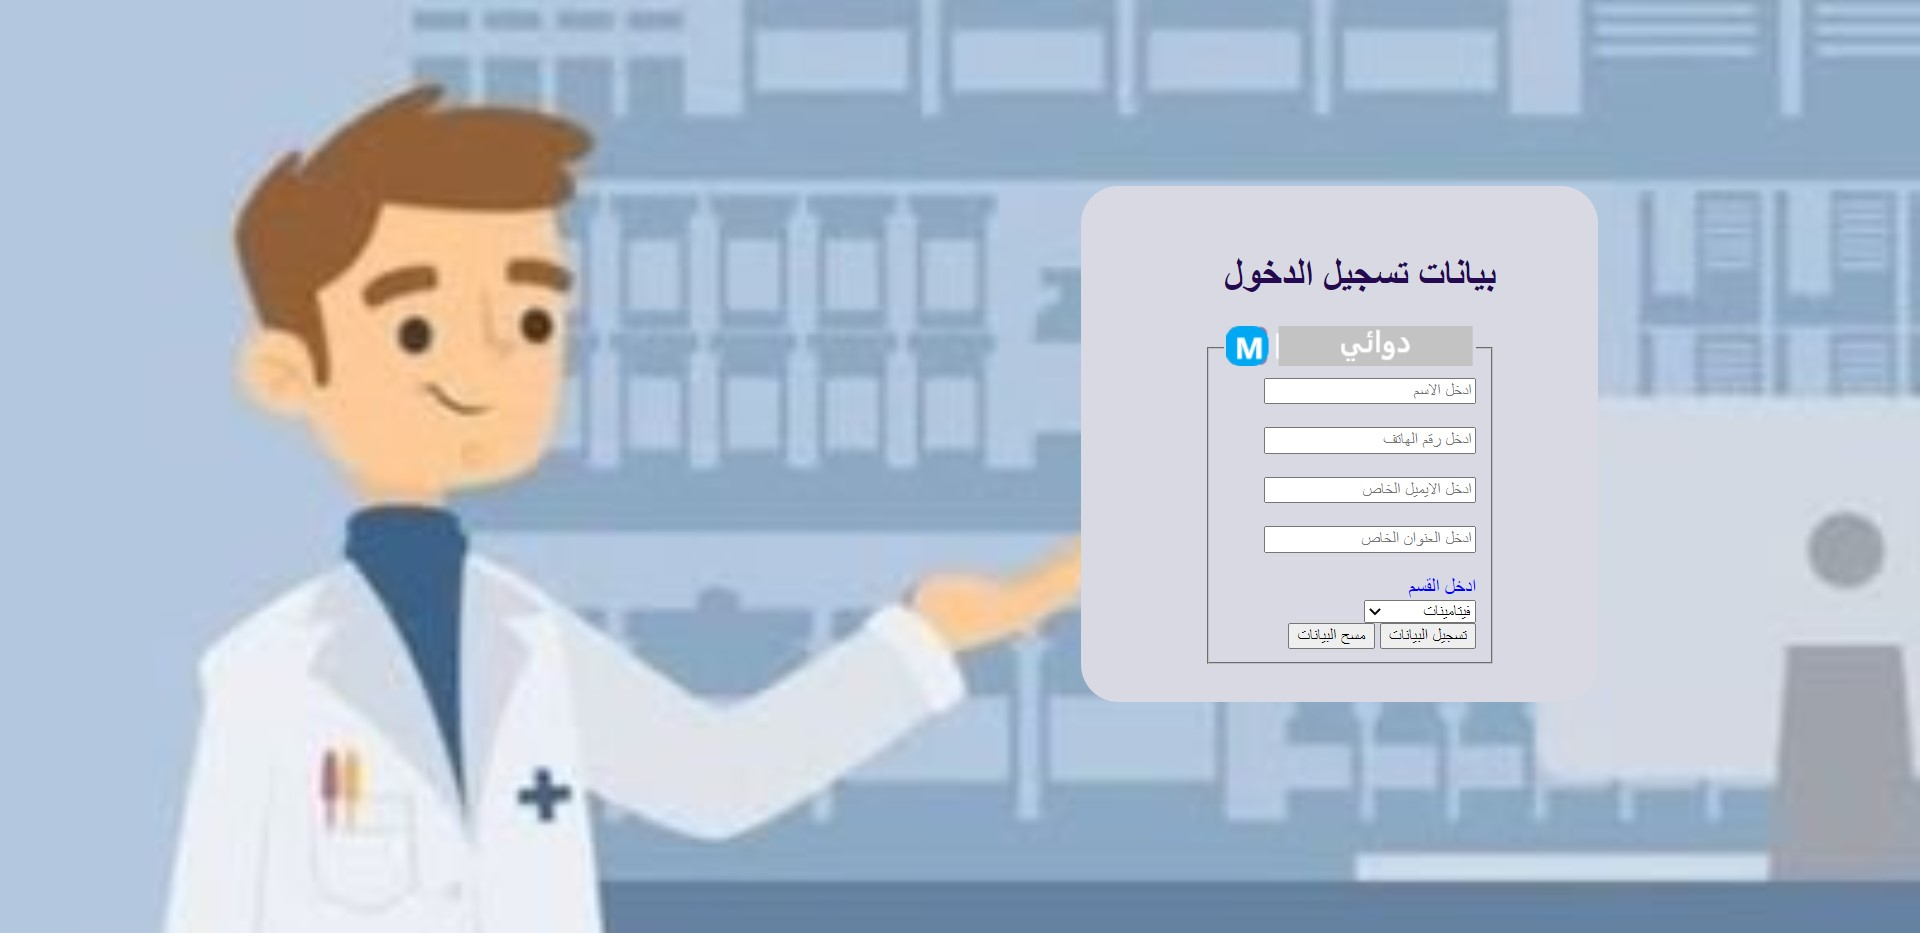 بيانات تسجيل الدخول
دوائي M
ادخل الاسم
ادخل رقم الهاتف
ادخل الايميل الخاص
ادخل العنوان الخاص
ادخل القسم
فيتامينات
تسجيل البيانات مسح البيانات